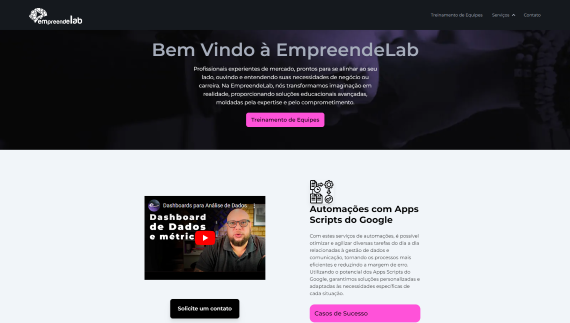 empreendelab
Treinamento de Equipes
Serviços
Contato
Bem Vindo à EmpreendeLab
Profissionais experientes de mercado, prontos para se alinhar ao seu
lado, ouvindo e entendendo suas necessidades de negócio ou
carreira. Na EmpreendeLab, nós transformamos imaginação em
realidade, proporcionando soluções educacionais avançadas,
moldadas pela expertise e pelo comprometimento.
Treinamento de Equipes
Dashboards para Análise de Dados
Dashboard
de Dados
e métric
Solicite um contato
Automações com Apps
Scripts do Google
Com estes serviços de automações, é possível
otimizar e agilizar diversas tarefas do dia a dia
relacionadas à gestão de dados e
comunicação, tornando os processos mais
eficientes e reduzindo a margem de erro.
Utilizando o potencial dos Apps Scripts do
Google, garantimos soluções personalizadas e
adaptadas às necessidades específicas de
cada situação.
Casos de Sucesso